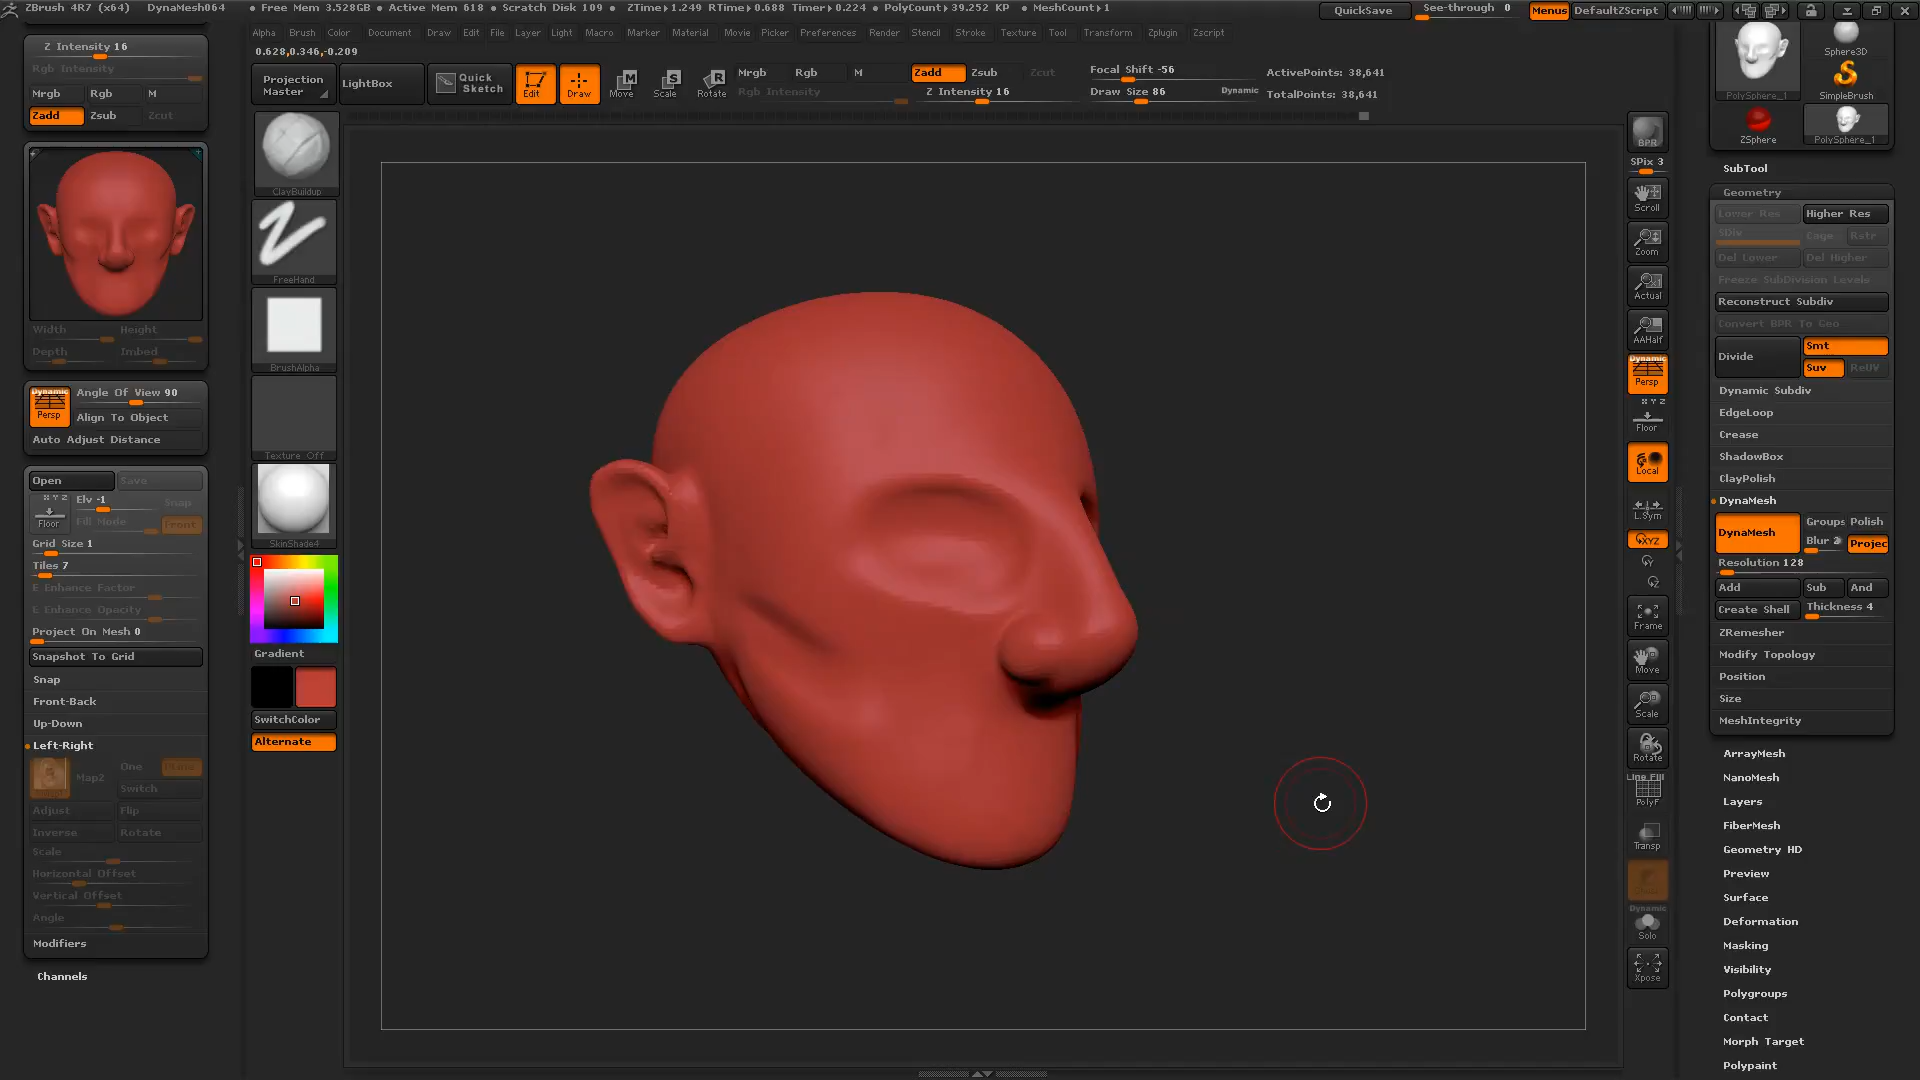 ZBrush 4R7 (x64) DynaMesh064 • Free Mem 3.528GB • Active Mem 618 • Scratch Disk 109 • ZTime▸1.249 RTime▸0.688 Timer▸0.224 • PolyCount▸39.252 KP • MeshCount▸1 QuickSave See-through 0 Menus DefaultZScript
Alpha Brush Color Document Draw Edit File Layer Light Macro Marker Material Movie Picker Preferences Render Stencil Stroke Texture Tool Transform Zplugin Zscript
0.628,0.346,-0.209
Projection Master
LightBox
Quick Sketch
Edit
Draw
Move
Scale
Rotate
Mrgb Rgb M
Rgb Intensity
Zadd Zsub Zcut
Z Intensity 16
Focal Shift -56
Draw Size 86 Dynamic
ActivePoints: 38,641
TotalPoints: 38,641
Z Intensity 16
Rgb Intensity
Mrgb Rgb M
Zadd Zsub Zcut
Width Height
Depth Imbed
Dynamic
Persp
Angle Of View 90
Align To Object
Auto Adjust Distance
Open Save
X Y Z
Floor
Elv -1 Snap
Fill Mode Front
Grid Size 1
Tiles 7
E Enhance Factor
E Enhance Opacity
Project On Mesh 0
Snapshot To Grid
Snap
Front-Back
Up-Down
Left-Right
Map2
One
Switch
Adjust Flip
Inverse Rotate
Scale
Horizontal Offset
Vertical Offset
Angle
Modifiers
Channels
ClayBuildup
FreeHand
BrushAlpha
Texture Off
SkinShade4
Gradient
SwitchColor
Alternate
BPR
SPix 3
Scroll
Zoom
Actual
AAHalf
Dynamic
Persp
X Y Z
Floor
Local
L.Sym
XYZ
Y
Z
Frame
Move
Scale
Rotate
Line Fill
PolyF
Transp
Dynamic
Solo
Xpose
PolySphere_1
Sphere3D
SimpleBrush
ZSphere
PolySphere_1
SubTool
Geometry
Lower Res Higher Res
SDiv Cage Rstr
Del Lower Del Higher
Freeze SubDivision Levels
Reconstruct Subdiv
Convert BPR To Geo
Divide
Smt
Suv ReUV
Dynamic Subdiv
EdgeLoop
Crease
ShadowBox
ClayPolish
DynaMesh
DynaMesh
Groups Polish
Blur 2 Projec
Resolution 128
Add Sub And
Create Shell Thickness 4
ZRemesher
Modify Topology
Position
Size
MeshIntegrity
ArrayMesh
NanoMesh
Layers
FiberMesh
Geometry HD
Preview
Surface
Deformation
Masking
Visibility
Polygroups
Contact
Morph Target
Polypaint